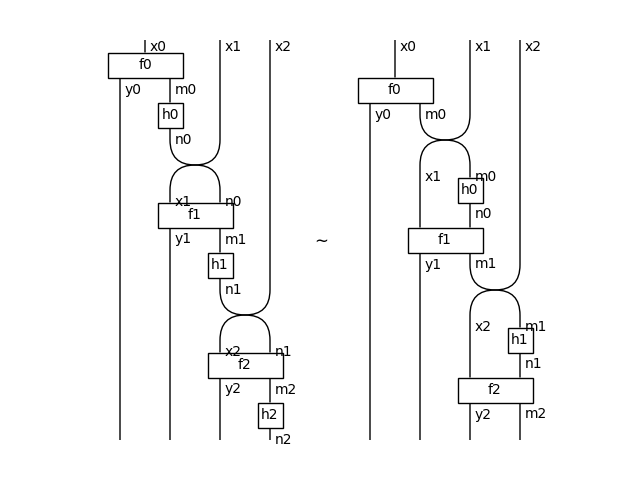 x0 x1 x2 x0 x1 x2
f0
y0 m0 f0
h0 y0 m0
n0
x1 m0
h0
x1 n0
f1 n0
y1 m1 ~ f1
h1 y1 m1
n1
x2 m1
h1
x2 n1
f2 n1
y2 m2 f2
h2 y2 m2
n2